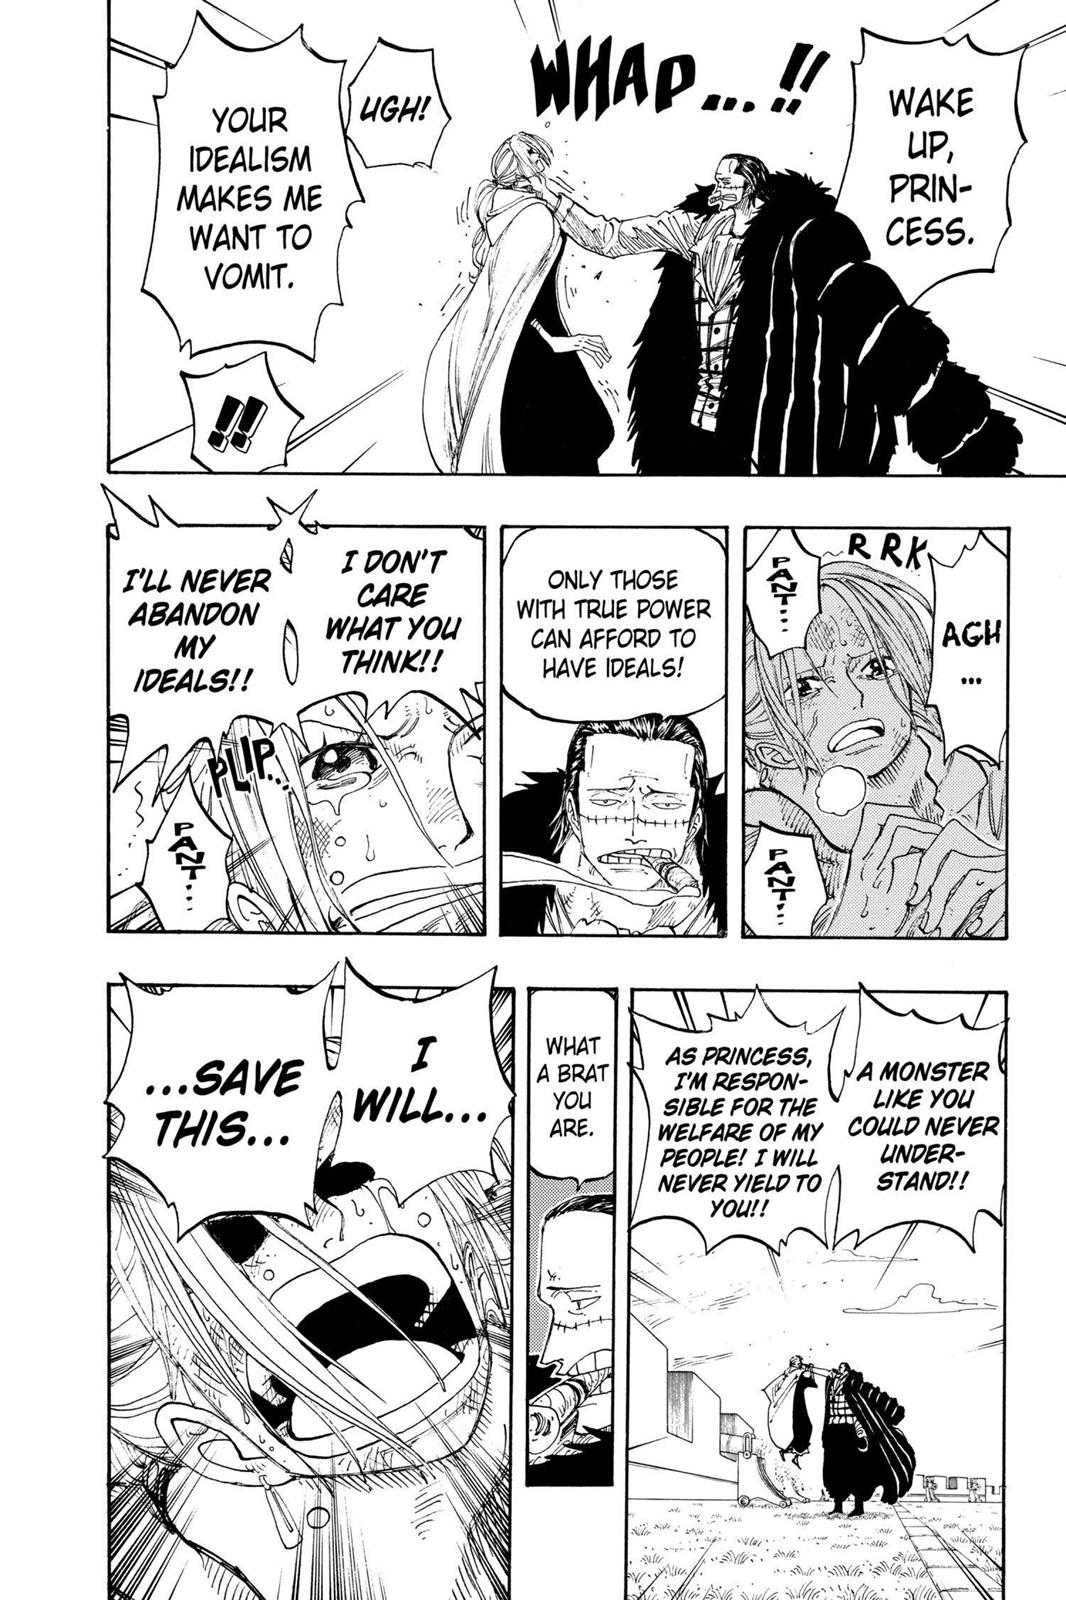 WAKE
UP,
PRIN-
CESS.
WHAP...!!
UGH!
YOUR
IDEALISM
MAKES ME
WANT TO
VOMIT.
!!
RRK
PANT...
AGH
...
PANT...
ONLY THOSE
WITH TRUE POWER
CAN AFFORD TO
HAVE IDEALS!
I DON'T
CARE
WHAT YOU
THINK!!
I'LL NEVER
ABANDON
MY
IDEALS!!
PLIP...
PANT...
A MONSTER
LIKE YOU
COULD NEVER
UNDER-
STAND!!
AS PRINCESS,
I'M RESPON-
SIBLE FOR THE
WELFARE OF MY
PEOPLE! I WILL
NEVER YIELD TO
YOU!!
WHAT
A BRAT
YOU
ARE.
I
WILL...
...SAVE
THIS...